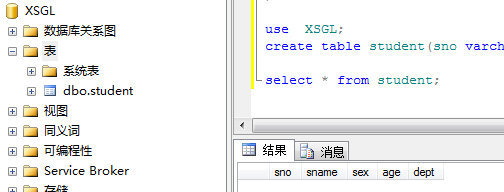 XSGL
数据库关系图
表
系统表
dbo.student
视图
同义词
可编程性
Service Broker
存储
use XSGL;
create table student(sno varch
select * from student;
结果 消息
sno sname sex age dept